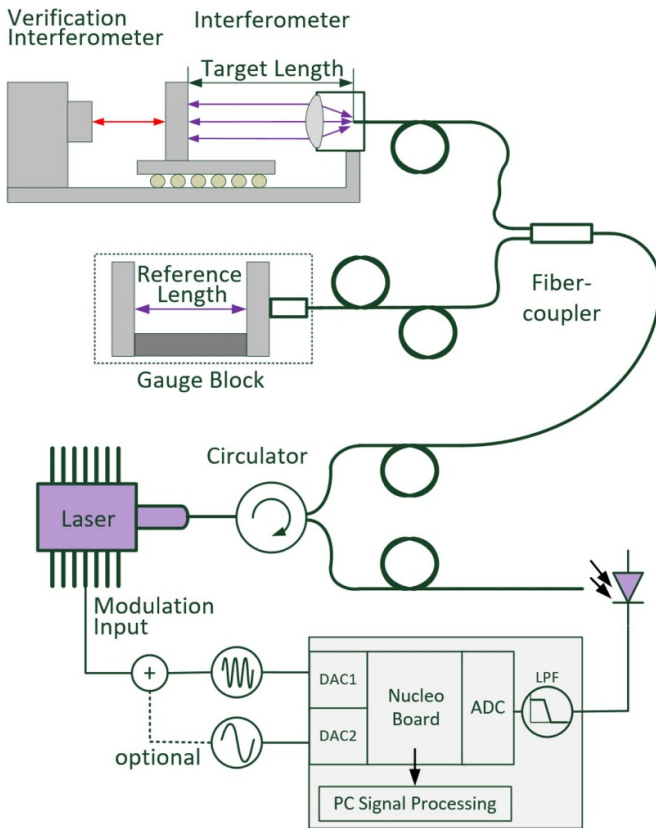 Verification
Interferometer
Interferometer
Target Length
Reference
Length
Gauge Block
Fiber-
coupler
Circulator
Laser
Modulation
Input
+
optional
DAC1
DAC2
Nucleo
Board
ADC
LPF
PC Signal Processing